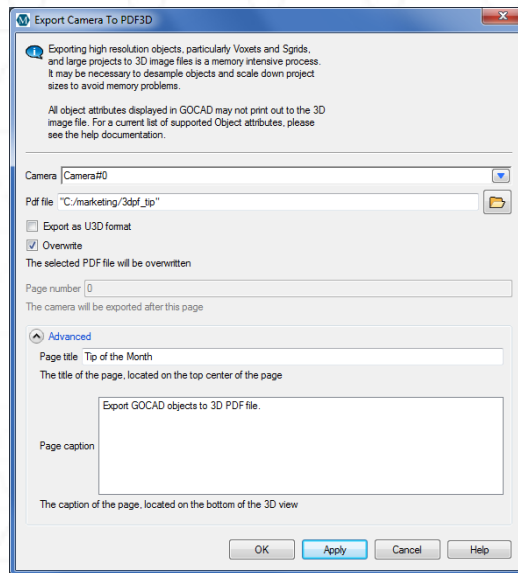 Export Camera To PDF3D
Exporting high resolution objects, particularly Voxets and Sgrids,
and large projects to 3D image files is a memory intensive process.
It may be necessary to desample objects and scale down project
sizes to avoid memory problems.
All object attributes displayed in GOCAD may not print out to the 3D
image file. For a current list of supported Object attributes, please
see the help documentation.
Camera Camera#0
Pdf file "C:/marketing/3dpf_tip"
Export as U3D format
Overwrite
The selected PDF file will be overwritten
Page number 0
The camera will be exported after this page
Advanced
Page title Tip of the Month
The title of the page, located on the top center of the page
Export GOCAD objects to 3D PDF file.
Page caption
The caption of the page, located on the bottom of the 3D view
OK Apply Cancel Help